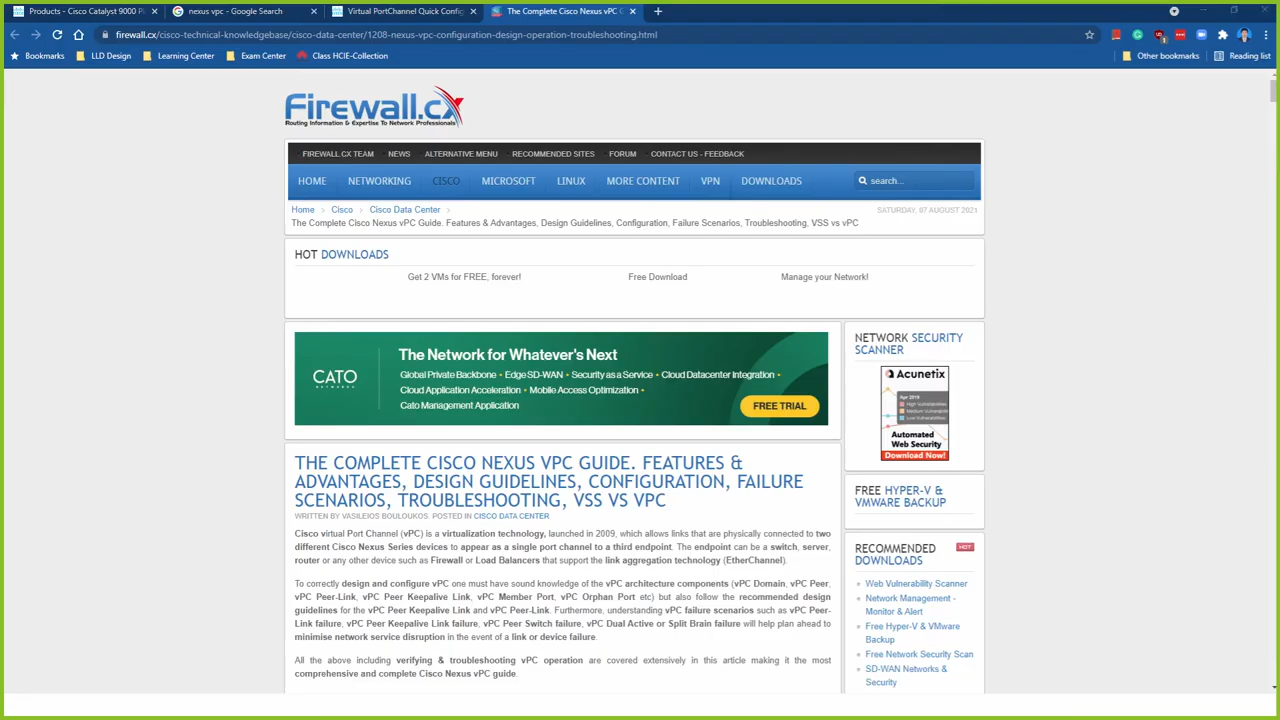 Products - Cisco Catalyst 9000 Pl
nexus vpc - Google Search
Virtual PortChannel Quick Config
The Complete Cisco Nexus vPC G
firewall.cx/cisco-technical-knowledgebase/cisco-data-center/1208-nexus-vpc-configuration-design-operation-troubleshooting.html
Bookmarks LLD Design Learning Center Exam Center Class HCIE-Collection Other bookmarks Reading list
Firewall.cx
Routing Information & Expertise To Network Professionals
FIREWALL.CX TEAM NEWS ALTERNATIVE MENU RECOMMENDED SITES FORUM CONTACT US - FEEDBACK
HOME NETWORKING CISCO MICROSOFT LINUX MORE CONTENT VPN DOWNLOADS search...
Home Cisco Cisco Data Center SATURDAY, 07 AUGUST 2021
The Complete Cisco Nexus vPC Guide. Features & Advantages, Design Guidelines, Configuration, Failure Scenarios, Troubleshooting, VSS vs vPC
HOT DOWNLOADS
Get 2 VMs for FREE, forever! Free Download Manage your Network!
CATO
NETWORKS
The Network for Whatever's Next
Global Private Backbone • Edge SD-WAN • Security as a Service • Cloud Datacenter Integration •
Cloud Application Acceleration • Mobile Access Optimization •
Cato Management Application
FREE TRIAL
NETWORK SECURITY
SCANNER
Acunetix
Apr 2019
High Vulnerabilities
Medium Vulnerabilities
Low Vulnerabilities
Automated
Web Security
Download Now!
THE COMPLETE CISCO NEXUS VPC GUIDE. FEATURES &
ADVANTAGES, DESIGN GUIDELINES, CONFIGURATION, FAILURE
SCENARIOS, TROUBLESHOOTING, VSS VS VPC
WRITTEN BY VASILEIOS BOULOUKOS. POSTED IN CISCO DATA CENTER
Cisco virtual Port Channel (vPC) is a virtualization technology, launched in 2009, which allows links that are physically connected to two
different Cisco Nexus Series devices to appear as a single port channel to a third endpoint. The endpoint can be a switch, server,
router or any other device such as Firewall or Load Balancers that support the link aggregation technology (EtherChannel).
To correctly design and configure vPC one must have sound knowledge of the vPC architecture components (vPC Domain, vPC Peer,
vPC Peer-Link, vPC Peer Keepalive Link, vPC Member Port, vPC Orphan Port etc) but also follow the recommended design
guidelines for the vPC Peer Keepalive Link and vPC Peer-Link. Furthermore, understanding vPC failure scenarios such as vPC Peer-
Link failure, vPC Peer Keepalive Link failure, vPC Peer Switch failure, vPC Dual Active or Split Brain failure will help plan ahead to
minimise network service disruption in the event of a link or device failure.
All the above including verifying & troubleshooting vPC operation are covered extensively in this article making it the most
comprehensive and complete Cisco Nexus vPC guide.
FREE HYPER-V &
VMWARE BACKUP
RECOMMENDED HOT
DOWNLOADS
Web Vulnerability Scanner
Network Management -
Monitor & Alert
Free Hyper-V & VMware
Backup
Free Network Security Scan
SD-WAN Networks &
Security